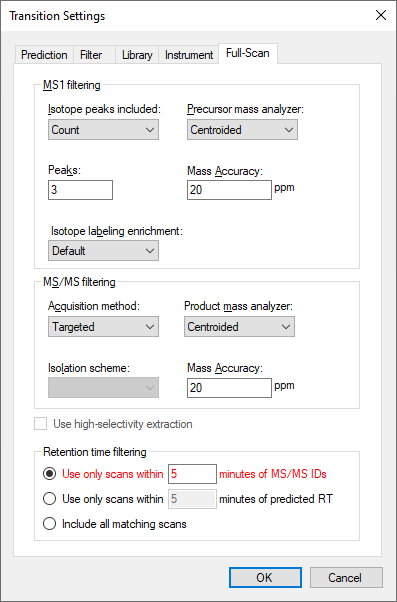 Transition Settings
Prediction Filter Library Instrument Full-Scan
MS1 filtering
Isotope peaks included: Precursor mass analyzer:
Count Centroided
Peaks: Mass Accuracy:
3 20 ppm
Isotope labeling enrichment:
Default
MS/MS filtering
Acquisition method: Product mass analyzer:
Targeted Centroided
Isolation scheme: Mass Accuracy:
20 ppm
Use high-selectivity extraction
Retention time filtering
Use only scans within 5 minutes of MS/MS IDs
Use only scans within 5 minutes of predicted RT
Include all matching scans
OK Cancel